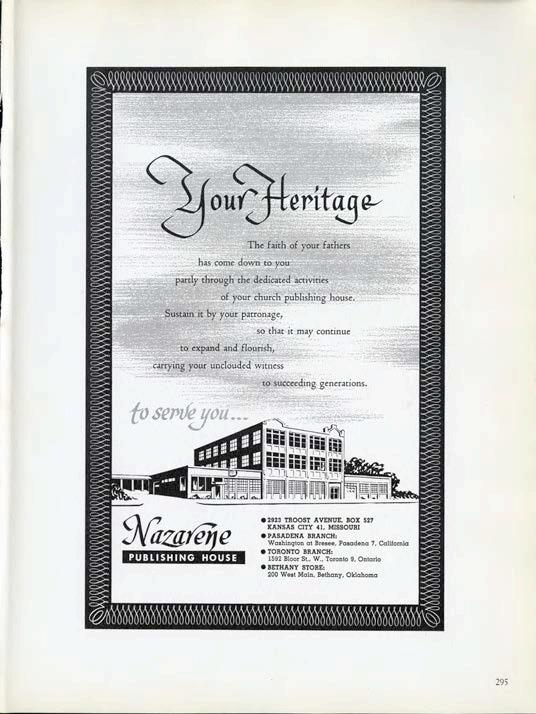 Your Heritage
The faith of your fathers
has come down to you
partly through the dedicated activities
of your church publishing house.
Sustain it by your patronage,
so that it may continue
to expand and flourish,
carrying your unclouded witness
to succeeding generations.
to serve you...
Nazarene
PUBLISHING HOUSE
● 2923 TROOST AVENUE, BOX 527
KANSAS CITY 41, MISSOURI
● PASADENA BRANCH:
Washington at Bresee, Pasadena 7, California
● TORONTO BRANCH:
1592 Bloor St., W., Toronto 9, Ontario
● BETHANY STORE:
200 West Main, Bethany, Oklahoma
295